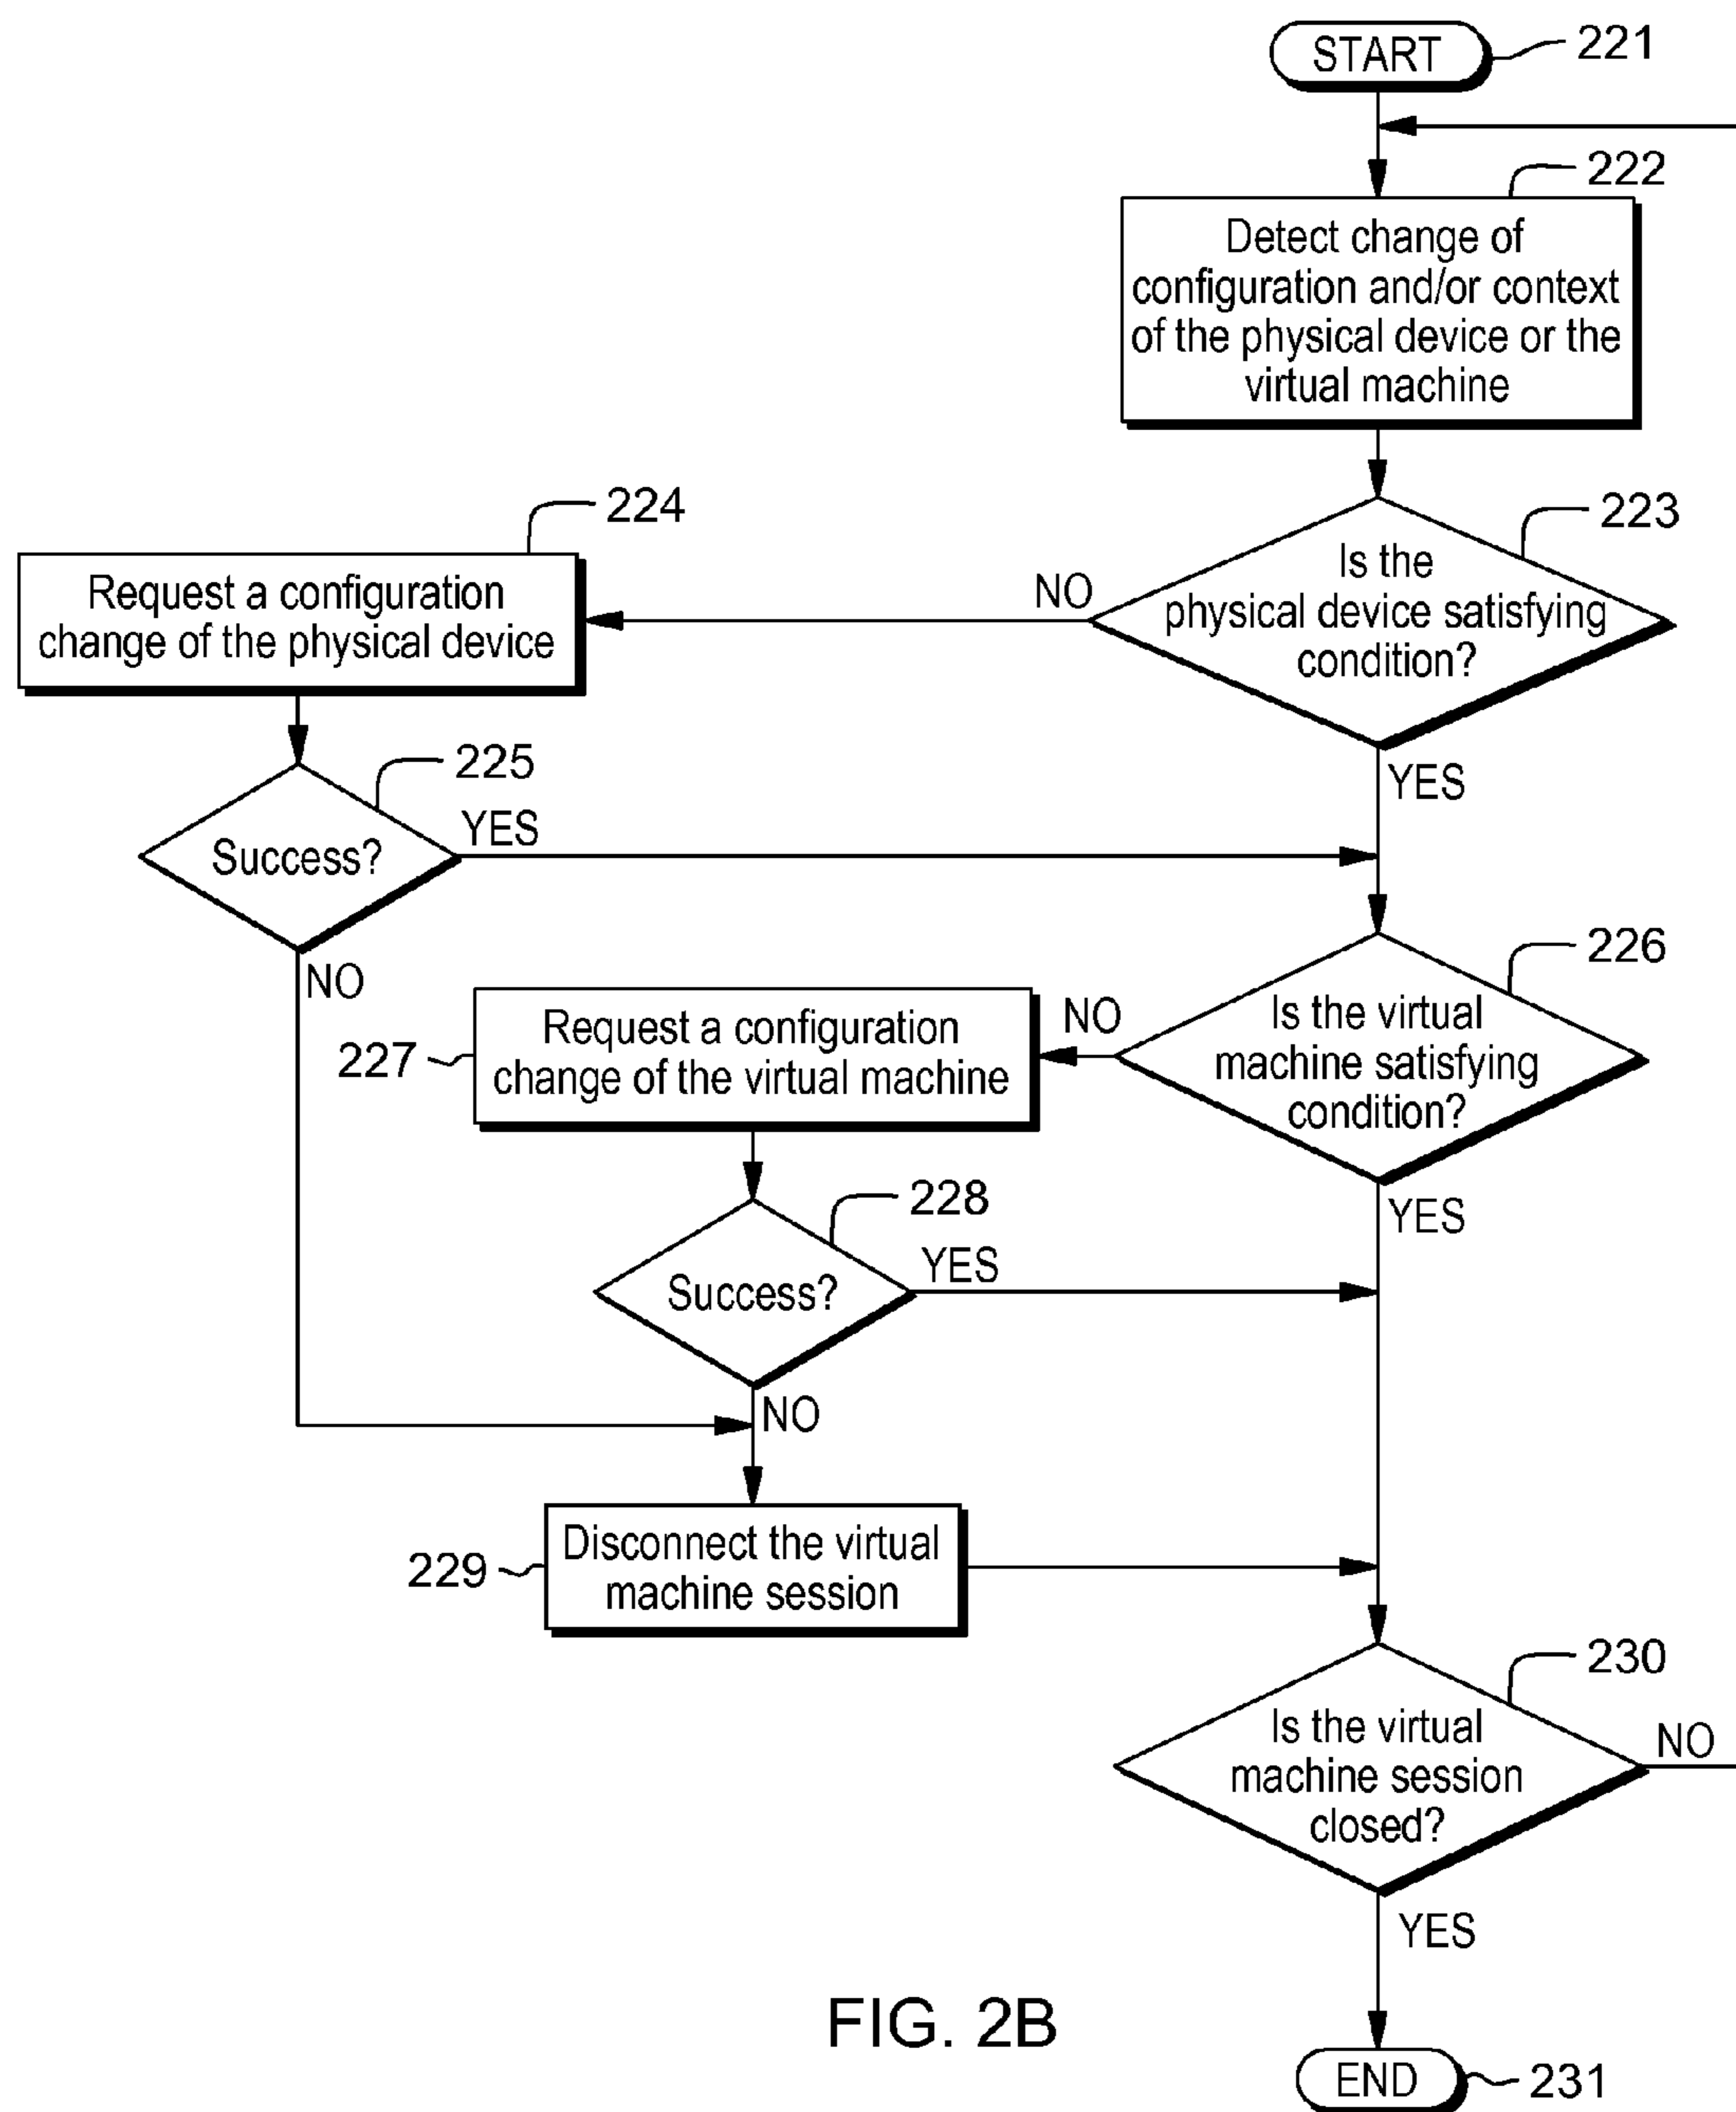 START
221
222
Detect change of
configuration and/or context
of the physical device or the
virtual machine
223
Is the
physical device satisfying
condition?
NO
YES
224
Request a configuration
change of the physical device
225
Success?
YES
NO
226
Is the virtual
machine satisfying
condition?
NO
YES
227
Request a configuration
change of the virtual machine
228
Success?
YES
NO
229
Disconnect the virtual
machine session
230
Is the virtual
machine session
closed?
NO
YES
FIG. 2B
END
231